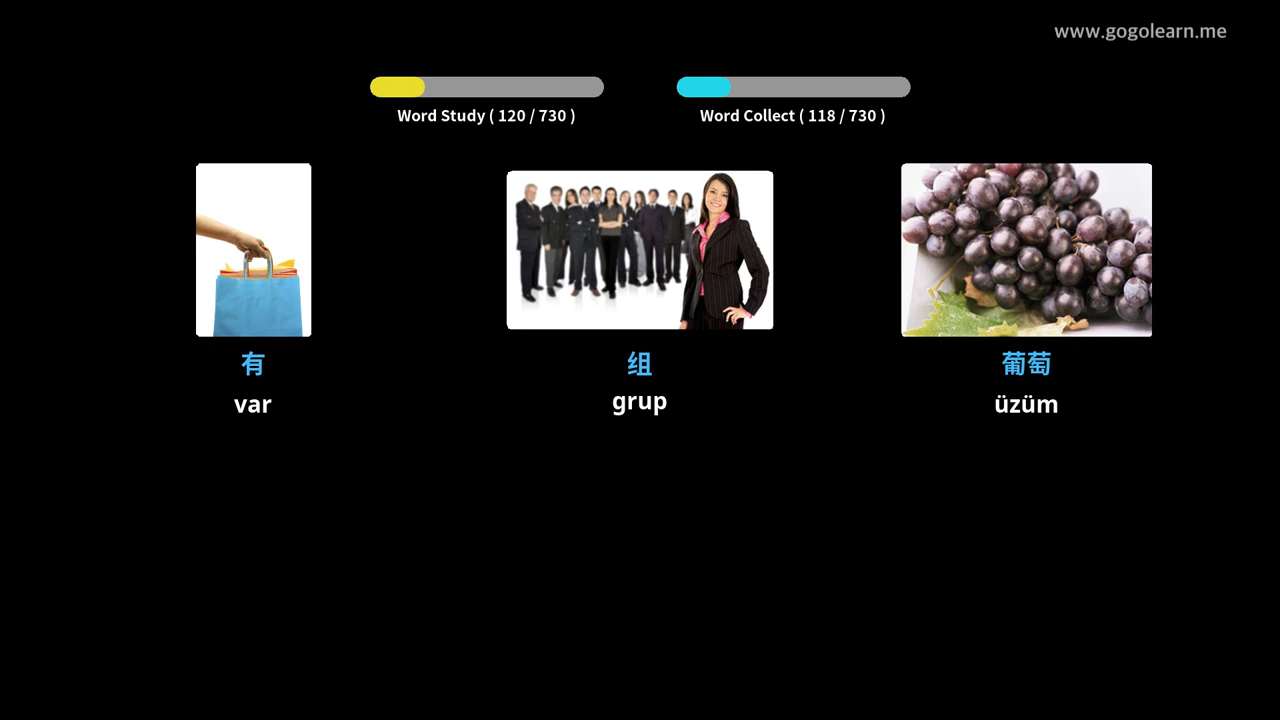 www.gogolearn.me
Word Study ( 120 / 730 )
Word Collect ( 118 / 730 )
有
var
组
grup
葡萄
üzüm